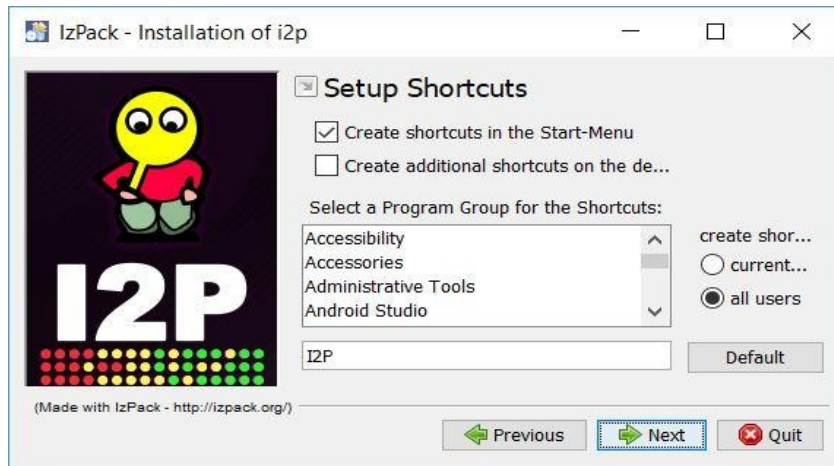 IzPack - Installation of i2p
Setup Shortcuts
Create shortcuts in the Start-Menu
Create additional shortcuts on the de...
Select a Program Group for the Shortcuts:
Accessibility
Accessories
Administrative Tools
Android Studio
create shor...
current...
all users
I2P
Default
I2P
(Made with IzPack - http://izpack.org/)
Previous
Next
Quit